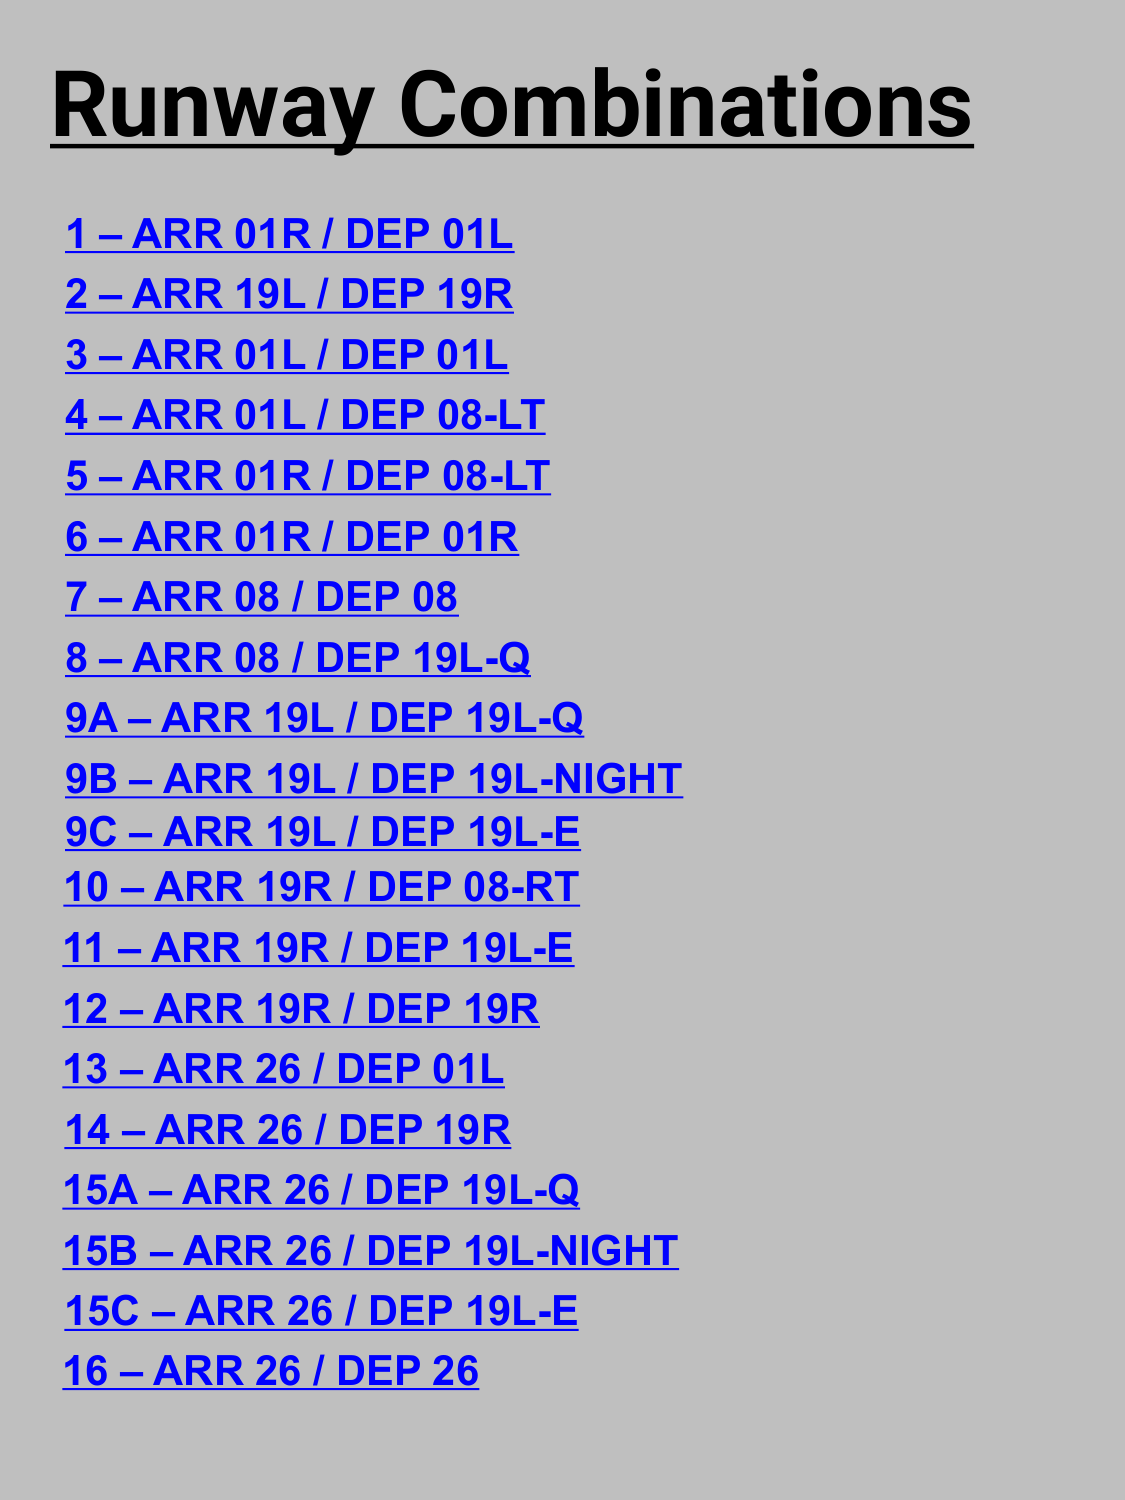 Runway Combinations
1 – ARR 01R / DEP 01L
2 – ARR 19L / DEP 19R
3 – ARR 01L / DEP 01L
4 – ARR 01L / DEP 08-LT
5 – ARR 01R / DEP 08-LT
6 – ARR 01R / DEP 01R
7 – ARR 08 / DEP 08
8 – ARR 08 / DEP 19L-Q
9A – ARR 19L / DEP 19L-Q
9B – ARR 19L / DEP 19L-NIGHT
9C – ARR 19L / DEP 19L-E
10 – ARR 19R / DEP 08-RT
11 – ARR 19R / DEP 19L-E
12 – ARR 19R / DEP 19R
13 – ARR 26 / DEP 01L
14 – ARR 26 / DEP 19R
15A – ARR 26 / DEP 19L-Q
15B – ARR 26 / DEP 19L-NIGHT
15C – ARR 26 / DEP 19L-E
16 – ARR 26 / DEP 26